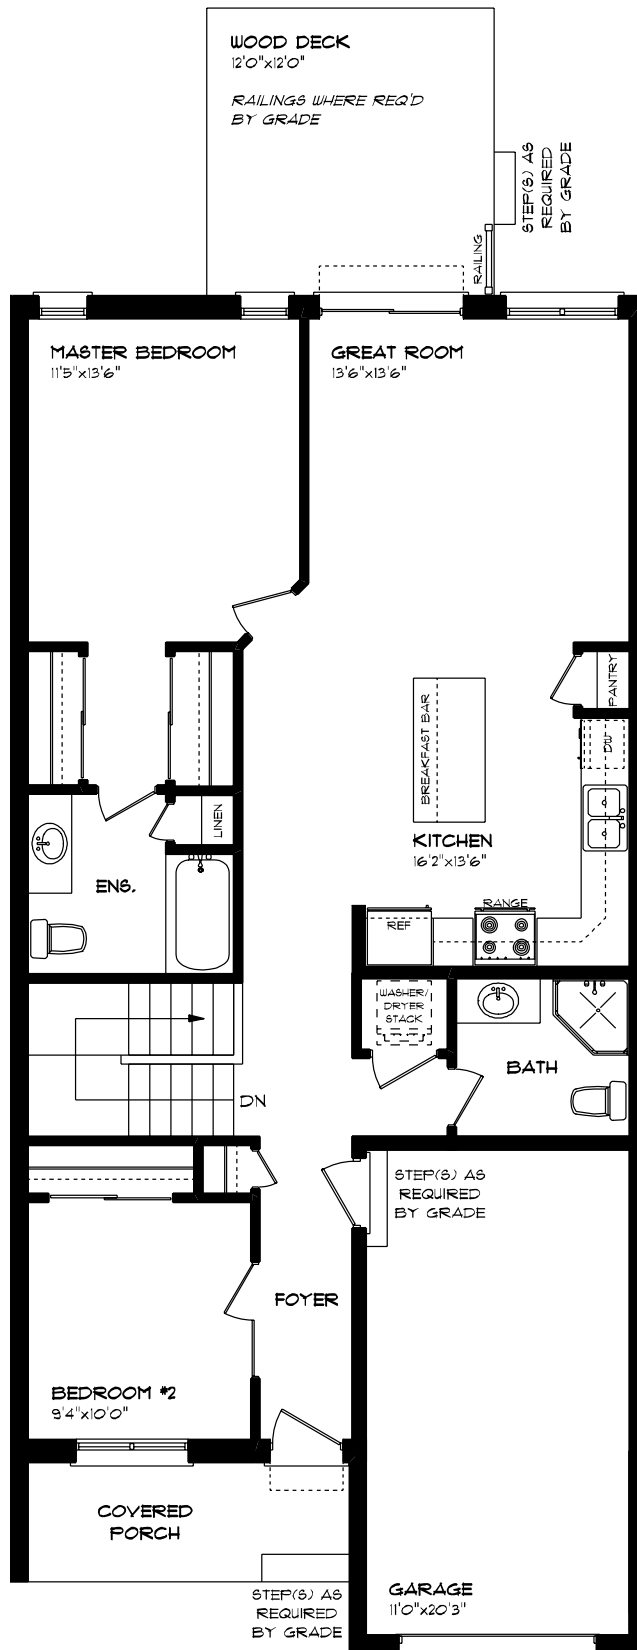 WOOD DECK
12'0"x12'0"
RAILINGS WHERE REQ'D
BY GRADE
STEP(S) AS
REQUIRED
BY GRADE
RAILING
MASTER BEDROOM
11'5"x13'6"
GREAT ROOM
13'6"x13'6"
PANTRY
BREAKFAST BAR
DW
KITCHEN
16'2"x13'6"
LINEN
ENS.
RANGE
REF
WASHER/
DRYER
STACK
BATH
DN
STEP(S) AS
REQUIRED
BY GRADE
FOYER
BEDROOM #2
9'4"x10'0"
COVERED
PORCH
STEP(S) AS
REQUIRED
BY GRADE
GARAGE
11'0"x20'3"